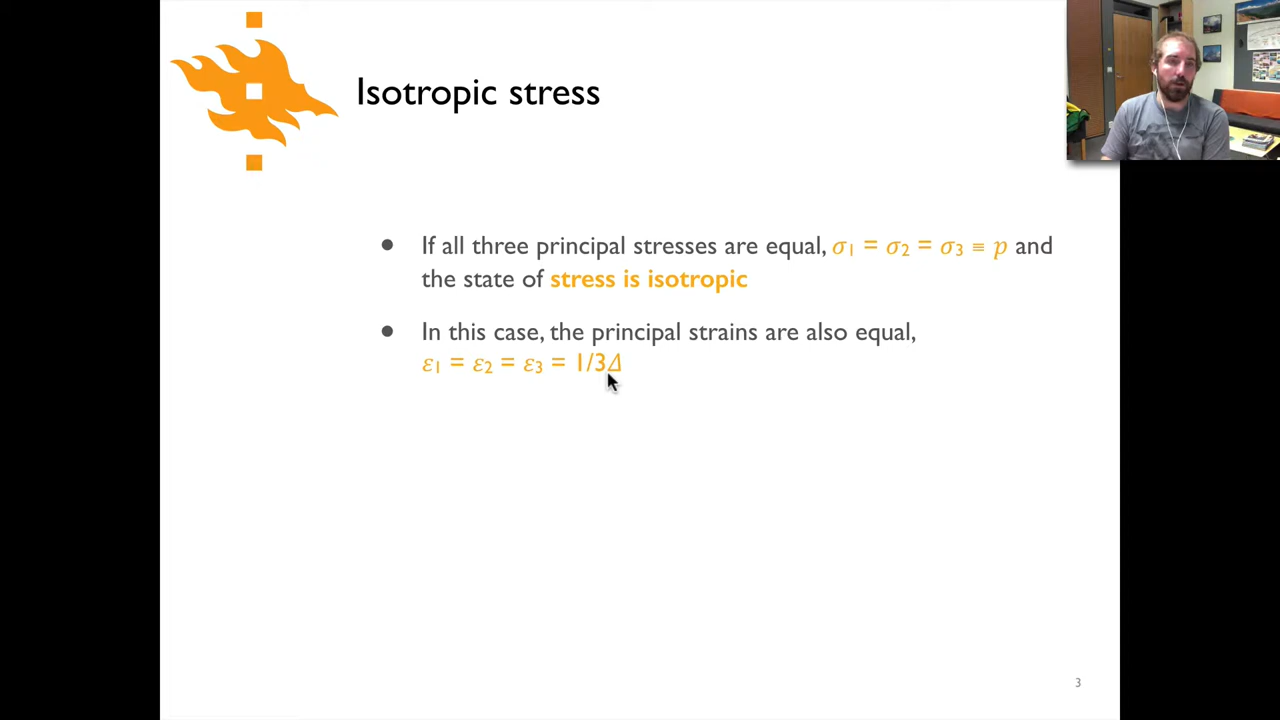 Isotropic stress
● If all three principal stresses are equal, σ₁ = σ₂ = σ₃ ≡ p and
the state of stress is isotropic
● In this case, the principal strains are also equal,
ε₁ = ε₂ = ε₃ = 1/3Δ
3